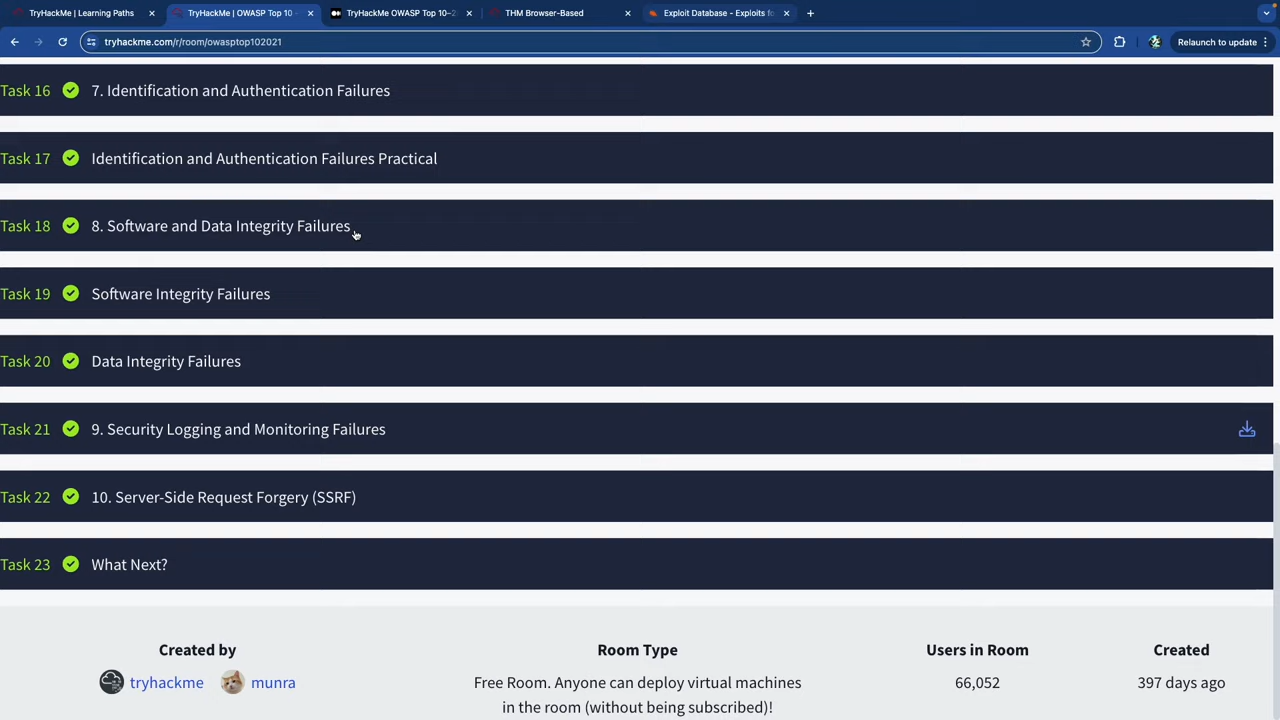 TryHackMe | Learning Paths
TryHackMe | OWASP Top 10 -
TryHackMe OWASP Top 10–2
THM Browser-Based
Exploit Database - Exploits fo
tryhackme.com/r/room/owasptop102021
Relaunch to update
Task 16 7. Identification and Authentication Failures
Task 17 Identification and Authentication Failures Practical
Task 18 8. Software and Data Integrity Failures
Task 19 Software Integrity Failures
Task 20 Data Integrity Failures
Task 21 9. Security Logging and Monitoring Failures
Task 22 10. Server-Side Request Forgery (SSRF)
Task 23 What Next?
Created by
tryhackme munra
Room Type
Free Room. Anyone can deploy virtual machines
in the room (without being subscribed)!
Users in Room
66,052
Created
397 days ago